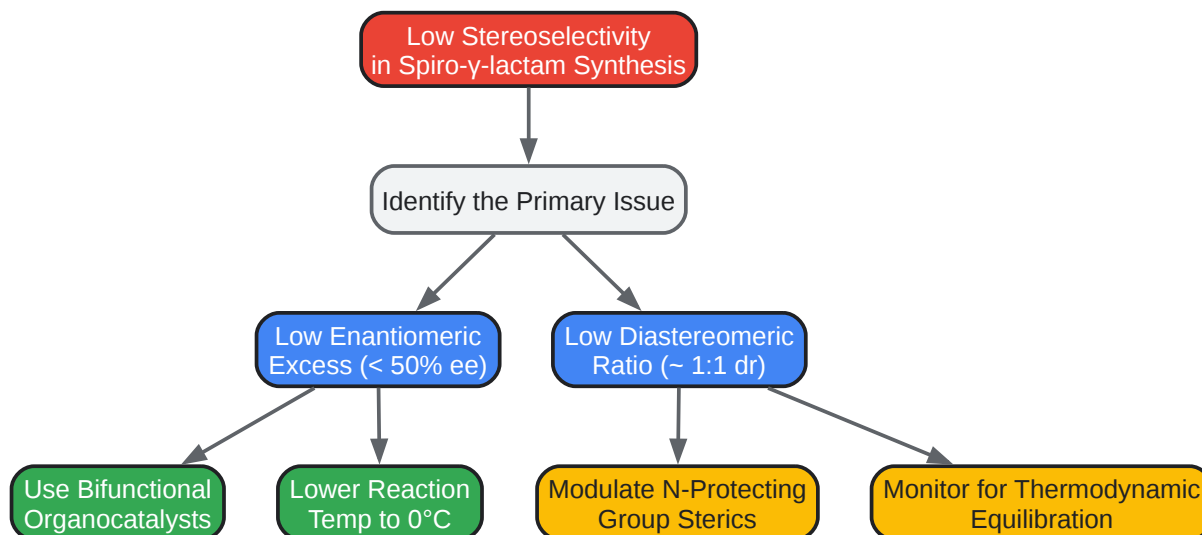 Low Stereoselectivity
in Spiro-γ-lactam Synthesis
Identify the Primary Issue
Low Enantiomeric
Excess (< 50% ee)
Low Diastereomeric
Ratio (~ 1:1 dr)
Use Bifunctional
Organocatalysts
Lower Reaction
Temp to 0°C
Modulate N-Protecting
Group Sterics
Monitor for Thermodynamic
Equilibration